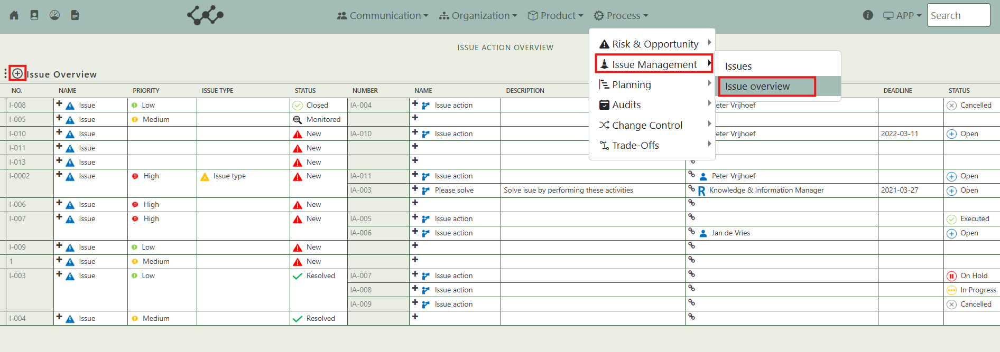 Communication Organization Product Process APP Search
ISSUE ACTION OVERVIEW
Risk & Opportunity
Issue Management
Planning
Audits
Change Control
Trade-Offs
Issues
Issue overview
Issue Overview
NO. NAME PRIORITY ISSUE TYPE STATUS NUMBER NAME DESCRIPTION DEADLINE STATUS
I-008 Issue Low Closed IA-004 Issue action Peter Vrijhoef Cancelled
I-005 Issue Medium Monitored
I-010 Issue New IA-010 Issue action Peter Vrijhoef 2022-03-11 Open
I-011 Issue New
I-013 Issue New
I-0002 Issue High Issue type New IA-011 Issue action Peter Vrijhoef Open
IA-003 Please solve Solve isue by performing these activities R Knowledge & Information Manager 2021-03-27 Open
I-006 Issue High New
I-007 Issue High New IA-005 Issue action Executed
IA-006 Issue action Jan de Vries Open
I-009 Issue Low New
1 Issue Medium New
I-003 Issue Low Resolved IA-007 Issue action On Hold
IA-008 Issue action In Progress
IA-009 Issue action Cancelled
I-004 Issue Medium Resolved